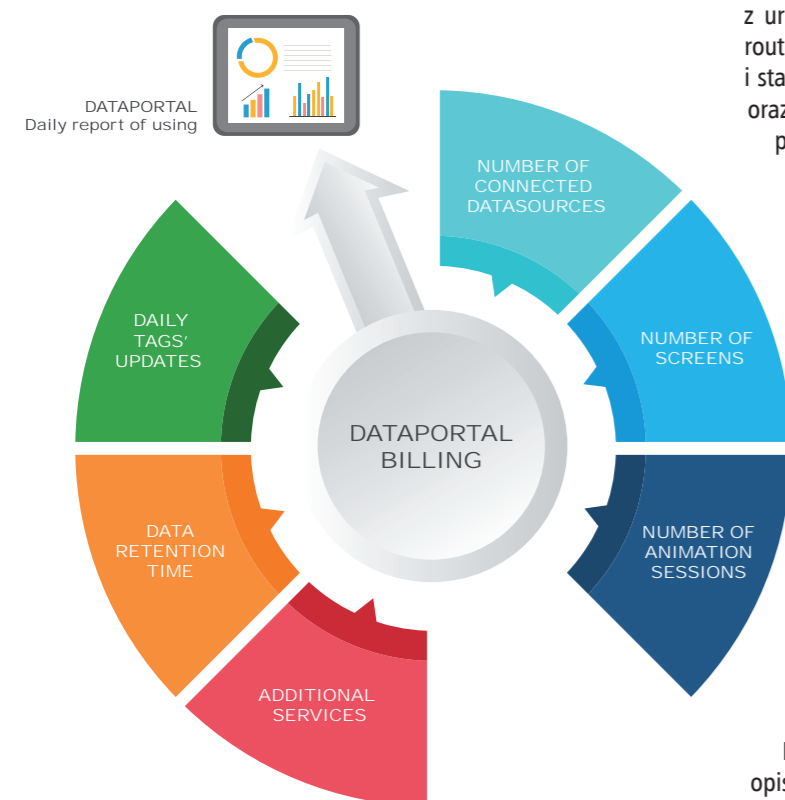 DATAPORTAL
Daily report of using
NUMBER OF
CONNECTED
DATASOURCES
NUMBER OF
SCREENS
NUMBER OF
ANIMATION
SESSIONS
ADDITIONAL
SERVICES
DATA
RETENTION
TIME
DAILY
TAGS'
UPDATES
DATAPORTAL
BILLING
z
i